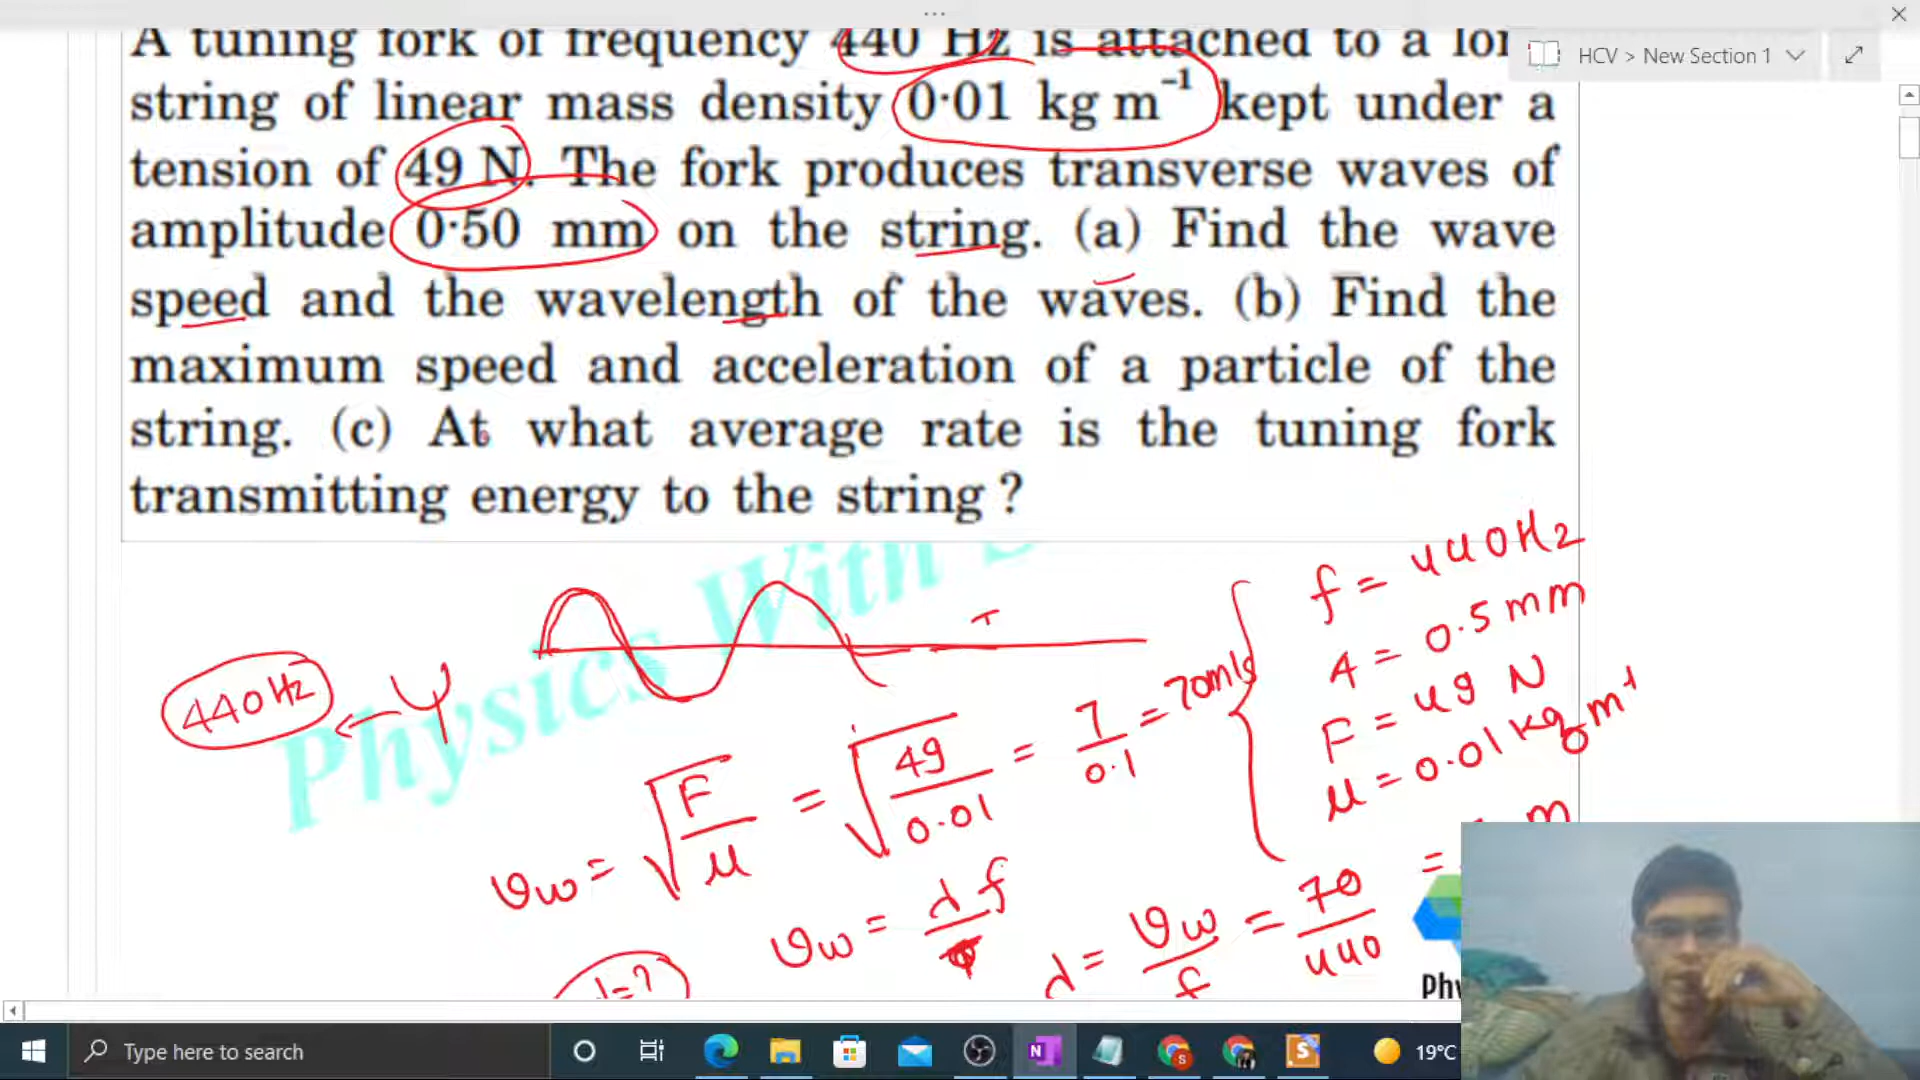 A tuning fork of frequency 440 Hz is attached to a
string of linear mass density 0·01 kg m⁻¹ kept under a
tension of 49 N. The fork produces transverse waves of
amplitude 0·50 mm on the string. (a) Find the wave
speed and the wavelength of the waves. (b) Find the
maximum speed and acceleration of a particle of the
string. (c) At what average rate is the tuning fork
transmitting energy to the string ?
HCV > New Section 1
Physics With
440Hz
f = 440Hz
A = 0.5mm
F = 49 N
μ = 0.01 kg m⁻¹
vw = √(F/μ) = √(49/0.01) = 7/0.1 = 70m/s
vw = λf
λ = vw/f = 70/440 =
m
λ=?
Type here to search
19°C